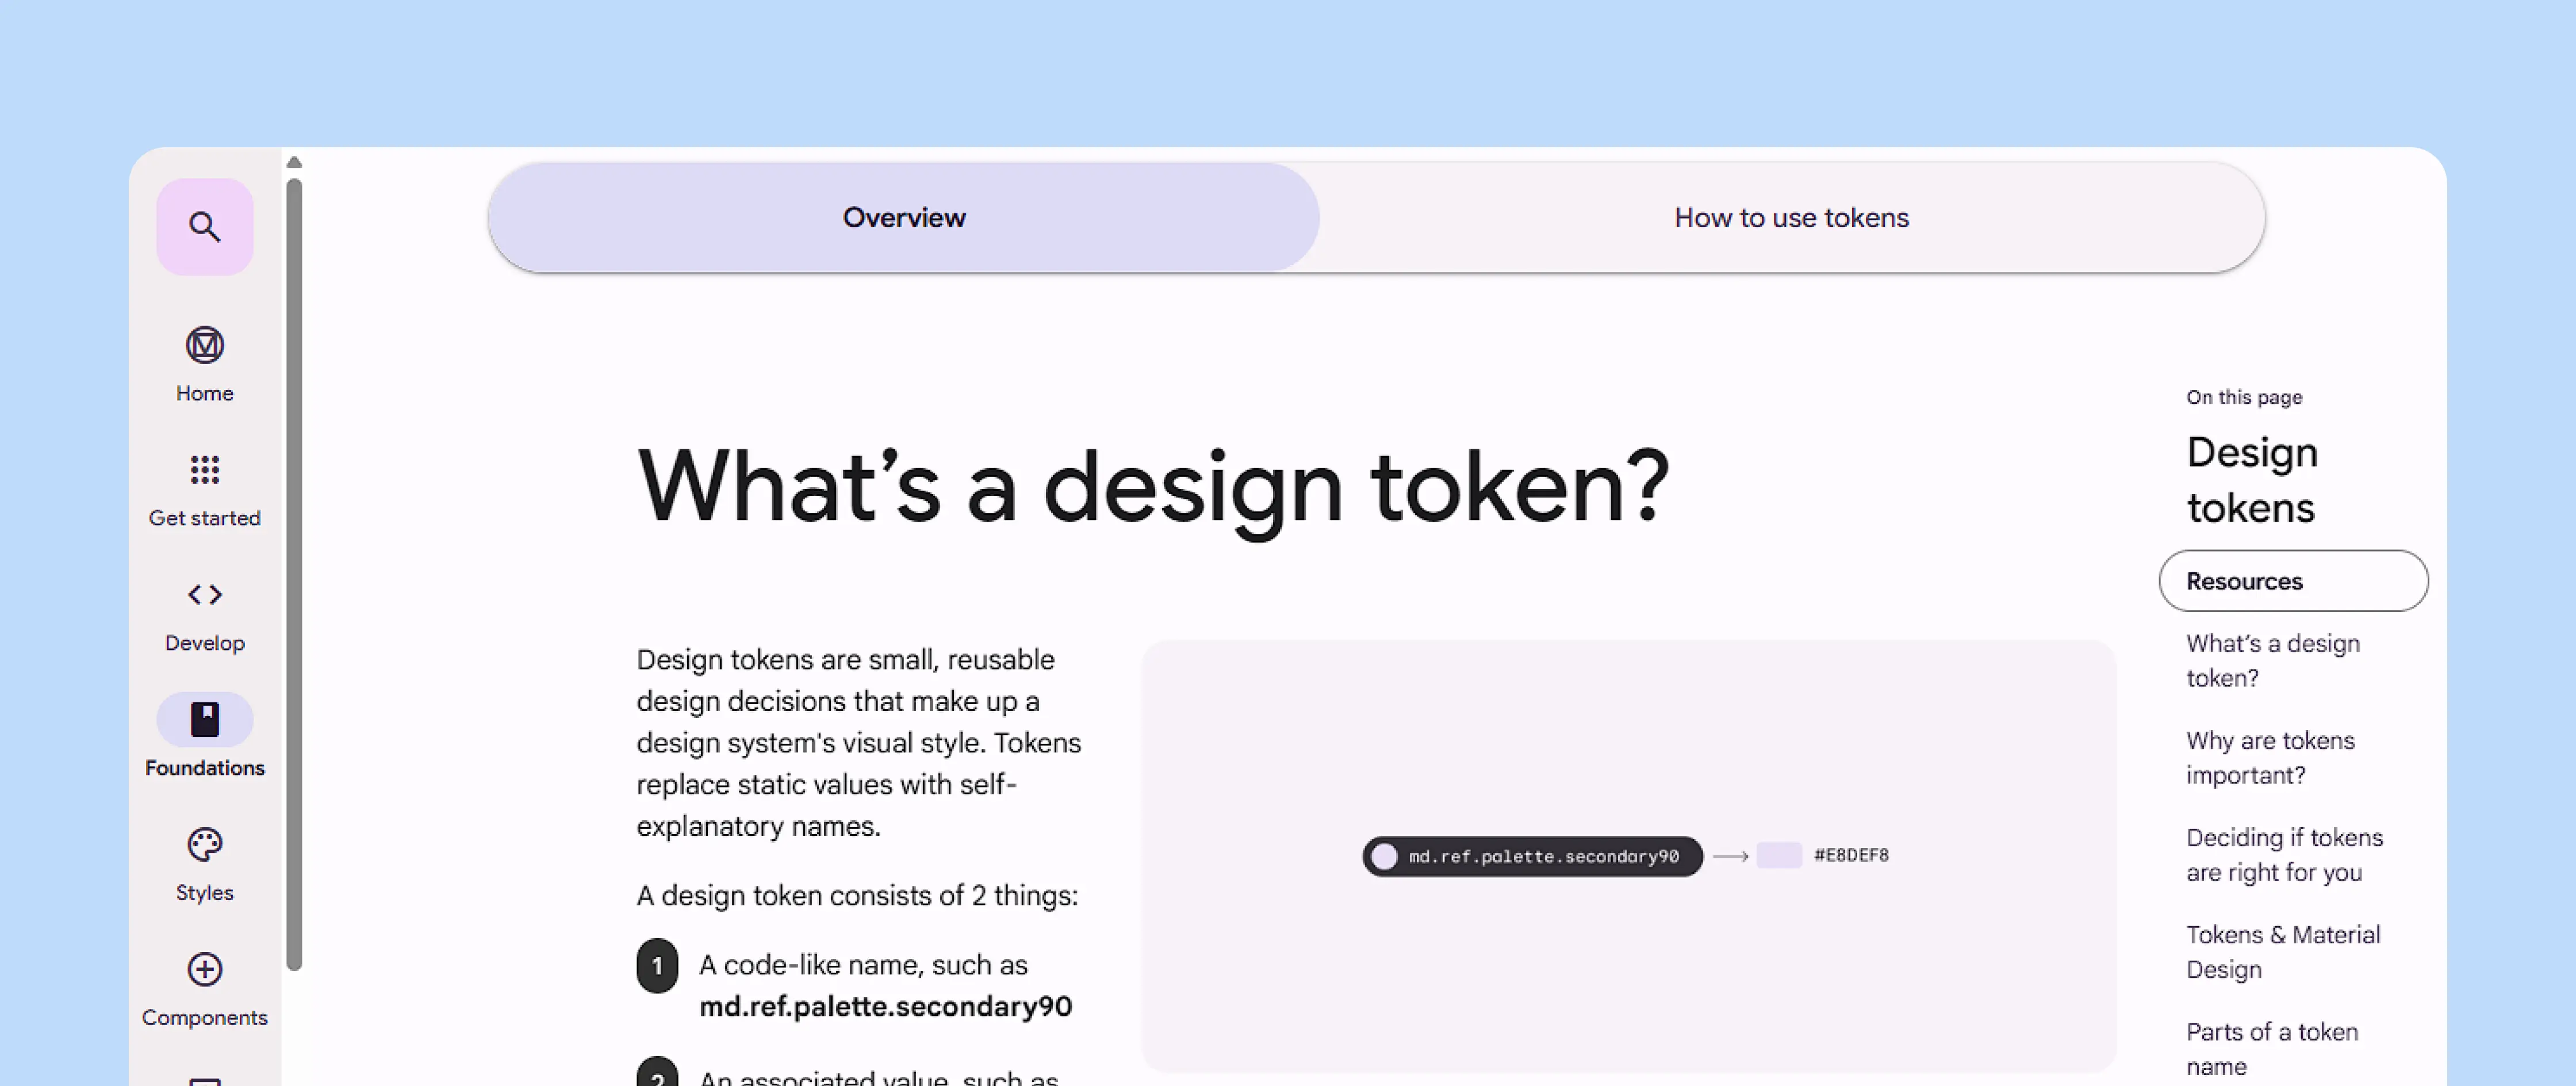 Overview
How to use tokens
Home
Get started
Develop
Foundations
Styles
Components
What’s a design token?
Design tokens are small, reusable
design decisions that make up a
design system's visual style. Tokens
replace static values with self-
explanatory names.
A design token consists of 2 things:
1 A code-like name, such as
md.ref.palette.secondary90
2 An associated value, such as
md.ref.palette.secondary90
#E8DEF8
On this page
Design
tokens
Resources
What’s a design
token?
Why are tokens
important?
Deciding if tokens
are right for you
Tokens & Material
Design
Parts of a token
name